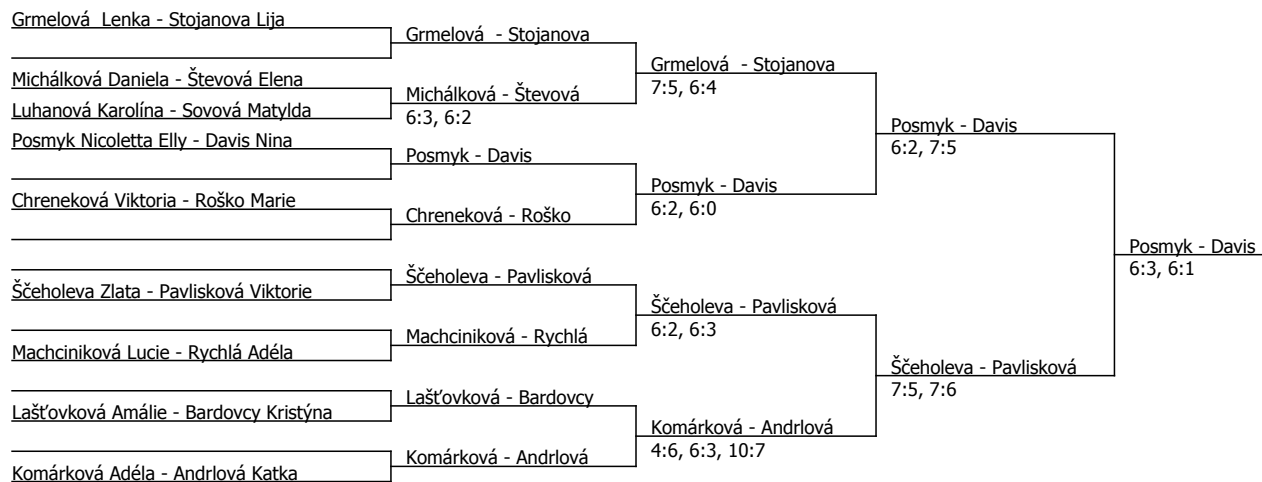 Grmelová  Lenka - Stojanova Lija
Michálková Daniela - Števová Elena
Luhanová Karolína - Sovová Matylda
Posmyk Nicoletta Elly - Davis Nina
Chreneková Viktoria - Roško Marie
Ščeholeva Zlata - Pavlisková Viktorie
Machciniková Lucie - Rychlá Adéla
Lašťovková Amálie - Bardovcy Kristýna
Komárková Adéla - Andrlová Katka
Grmelová  - Stojanova
Michálková - Števová
6:3, 6:2
Posmyk - Davis
Chreneková - Roško
Ščeholeva - Pavlisková
Machciniková - Rychlá
Lašťovková - Bardovcy
Komárková - Andrlová
Grmelová  - Stojanova
7:5, 6:4
Posmyk - Davis
6:2, 6:0
Ščeholeva - Pavlisková
6:2, 6:3
Komárková - Andrlová
4:6, 6:3, 10:7
Posmyk - Davis
6:2, 7:5
Ščeholeva - Pavlisková
7:5, 7:6
Posmyk - Davis
6:3, 6:1